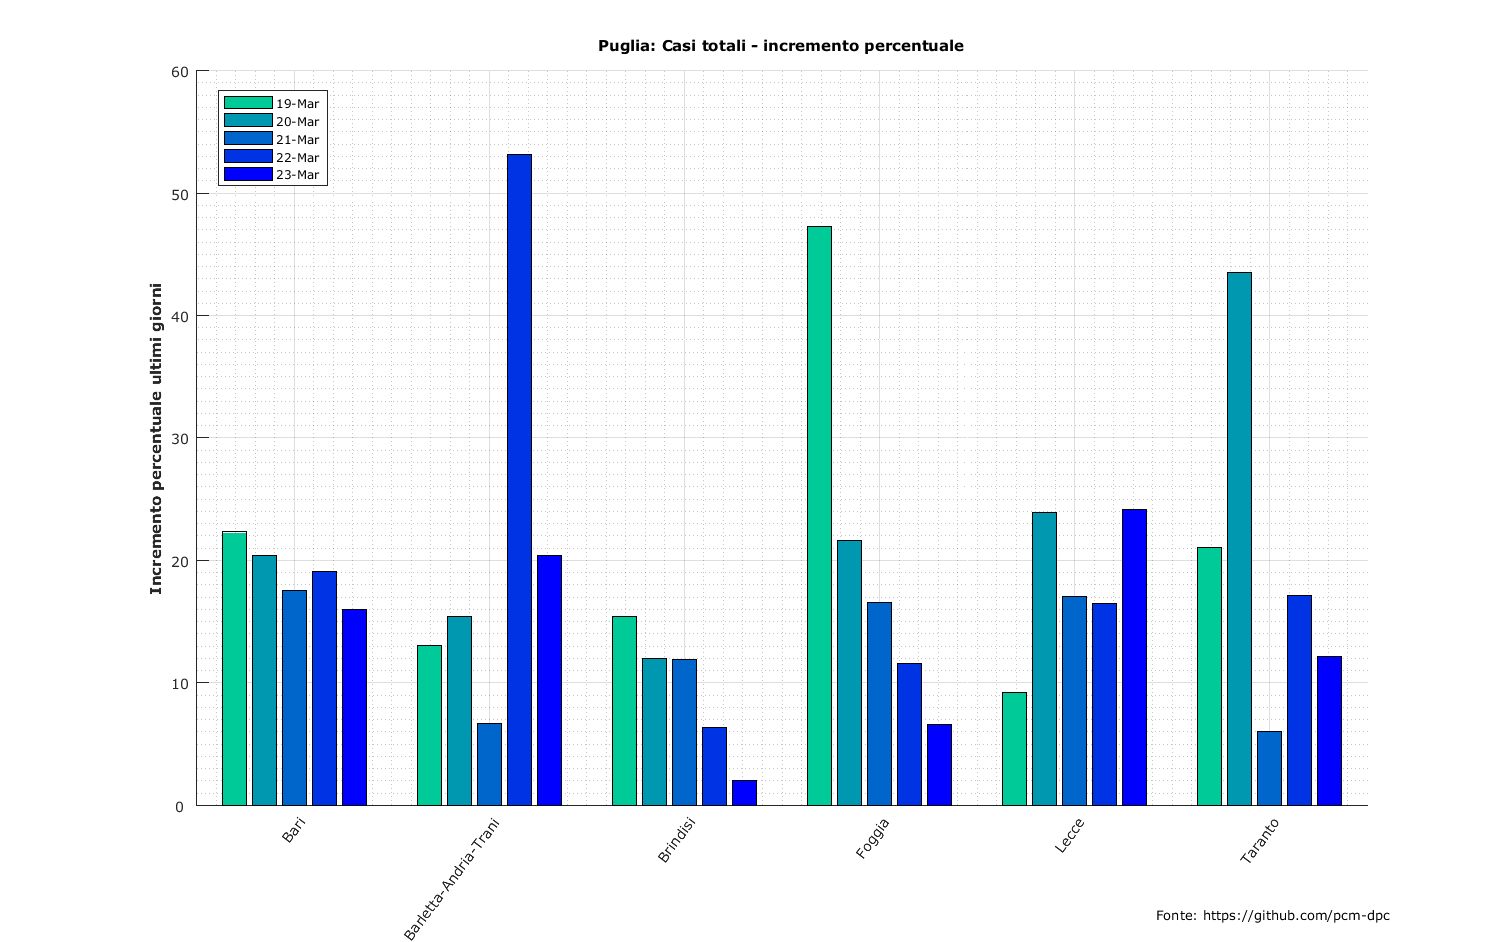 Puglia: Casi totali - incremento percentuale
60
50
40
30
20
10
0
Incremento percentuale ultimi giorni
19-Mar
20-Mar
21-Mar
22-Mar
23-Mar
Bari
Barletta-Andria-Trani
Brindisi
Foggia
Lecce
Taranto
Fonte: https://github.com/pcm-dpc